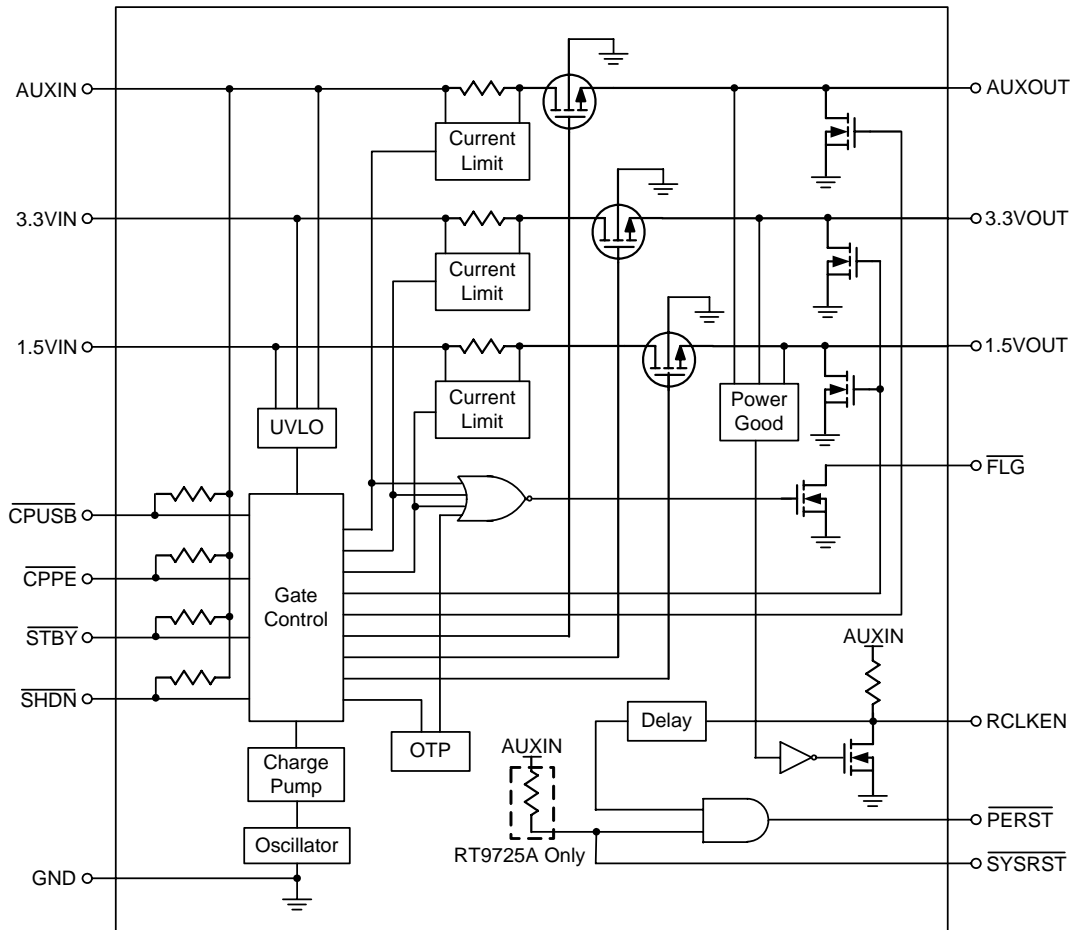 AUXIN
AUXOUT
Current
Limit
3.3VIN
3.3VOUT
Current
Limit
1.5VIN
1.5VOUT
Current
Limit
Power
Good
UVLO
FLG
CPUSB
CPPE
Gate
Control
STBY
AUXIN
SHDN
Delay
RCLKEN
OTP
AUXIN
Charge
Pump
PERST
Oscillator
RT9725A Only
SYSRST
GND